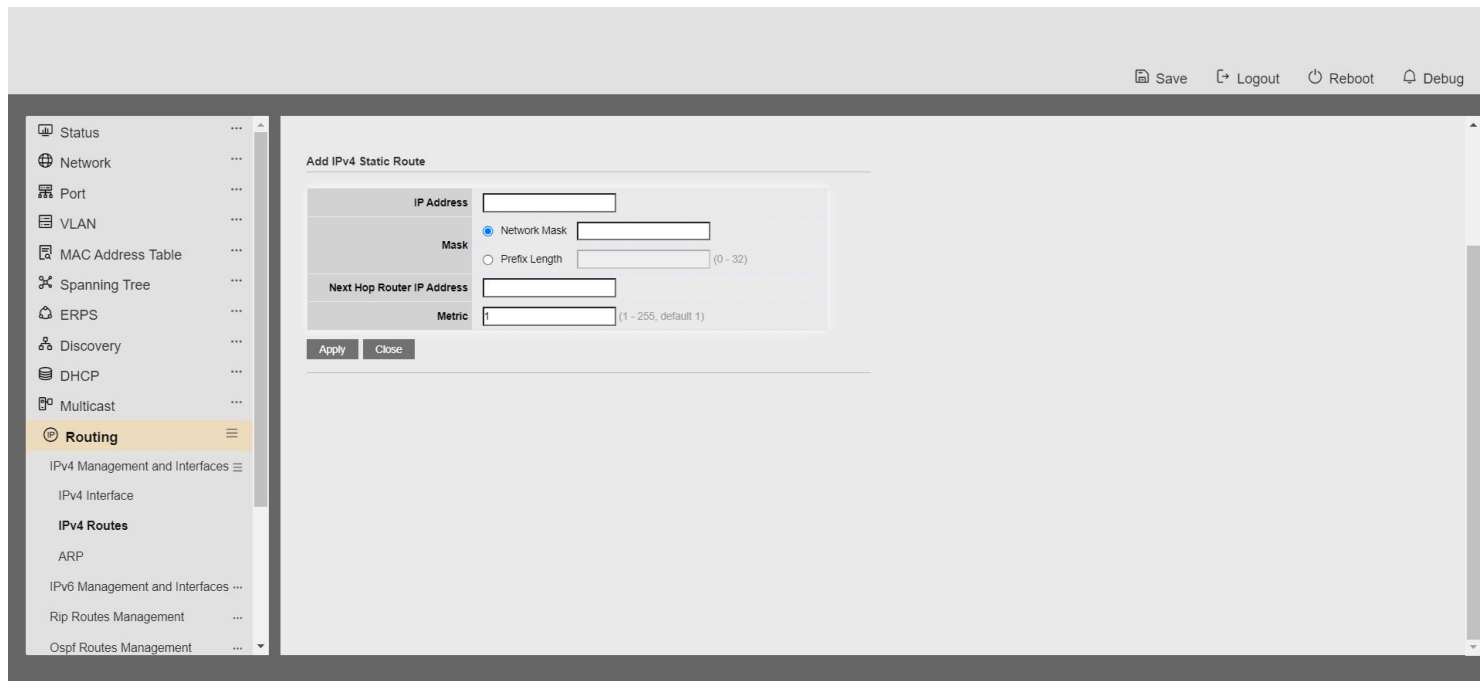 Save Logout Reboot Debug
Status ...
Network ...
Port ...
VLAN ...
MAC Address Table ...
Spanning Tree ...
ERPS ...
Discovery ...
DHCP ...
Multicast ...
IP Routing
IPv4 Management and Interfaces
IPv4 Interface
IPv4 Routes
ARP
IPv6 Management and Interfaces ...
Rip Routes Management ...
Ospf Routes Management ...
Add IPv4 Static Route
IP Address
Mask
Network Mask
Prefix Length (0 - 32)
Next Hop Router IP Address
Metric 1 (1 - 255, default 1)
Apply Close